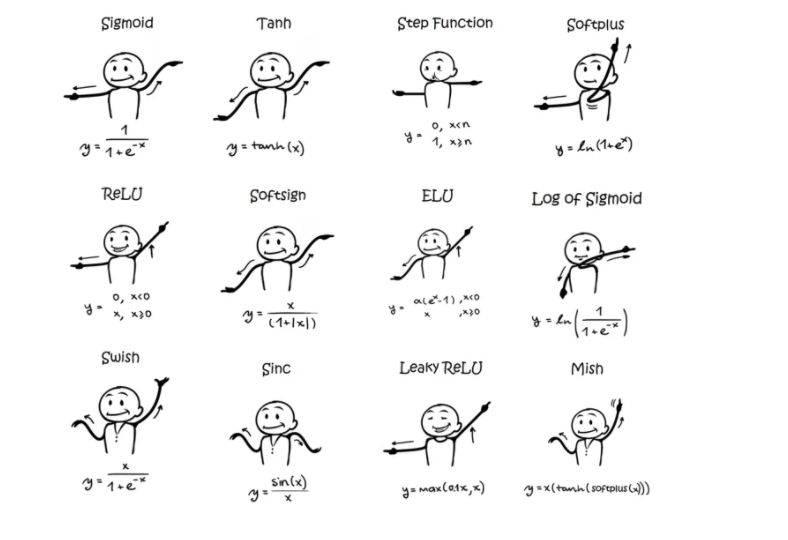 Sigmoid
y = 1 / 1+e^-x
Tanh
y = tanh(x)
Step Function
y = 0, x<n
1, x≥n
Softplus
y = ln(1+e^x)
ReLU
y = 0, x<0
x, x≥0
Softsign
y = x / (1+|x|)
ELU
y = α(e^x-1), x<0
x, x≥0
Log of Sigmoid
y = ln(1 / 1+e^-x)
Swish
y = x / 1+e^-x
Sinc
y = sin(x) / x
Leaky ReLU
y = max(0.1x, x)
Mish
y = x(tanh(softplus(x)))